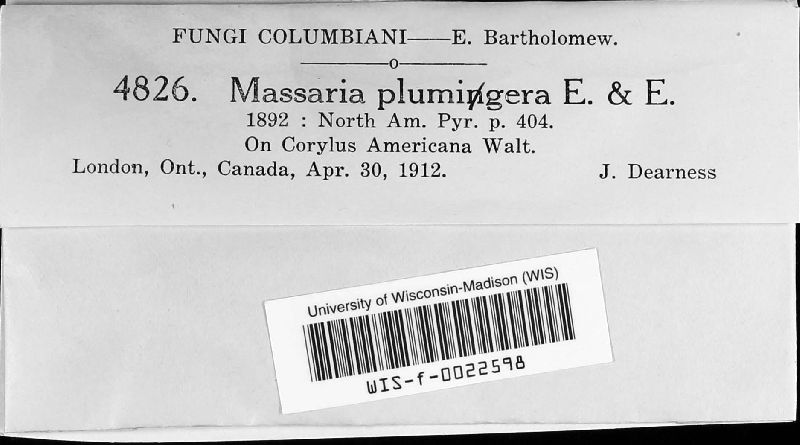 FUNGI COLUMBIANI——E. Bartholomew.
o
4826. Massaria plumigera E. & E.
1892 : North Am. Pyr. p. 404.
On Corylus Americana Walt.
London, Ont., Canada, Apr. 30, 1912. J. Dearness
University of Wisconsin-Madison (WIS)
WIS-f-0022598